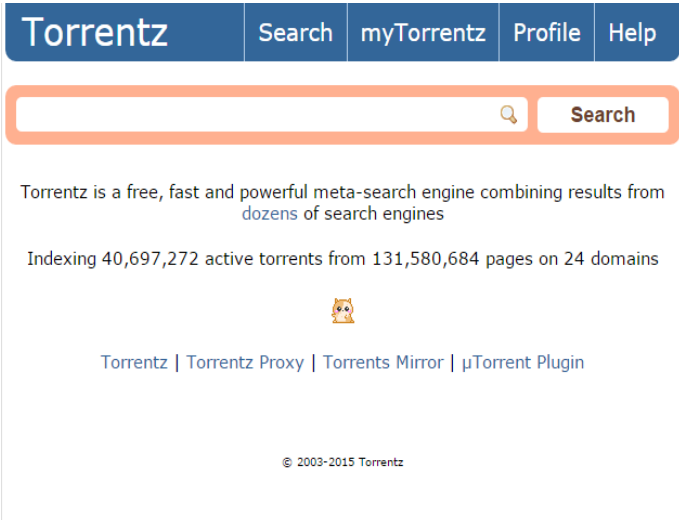 Torrentz Search myTorrentz Profile Help
Search
Torrentz is a free, fast and powerful meta-search engine combining results from
dozens of search engines
Indexing 40,697,272 active torrents from 131,580,684 pages on 24 domains
Torrentz | Torrentz Proxy | Torrents Mirror | µTorrent Plugin
© 2003-2015 Torrentz